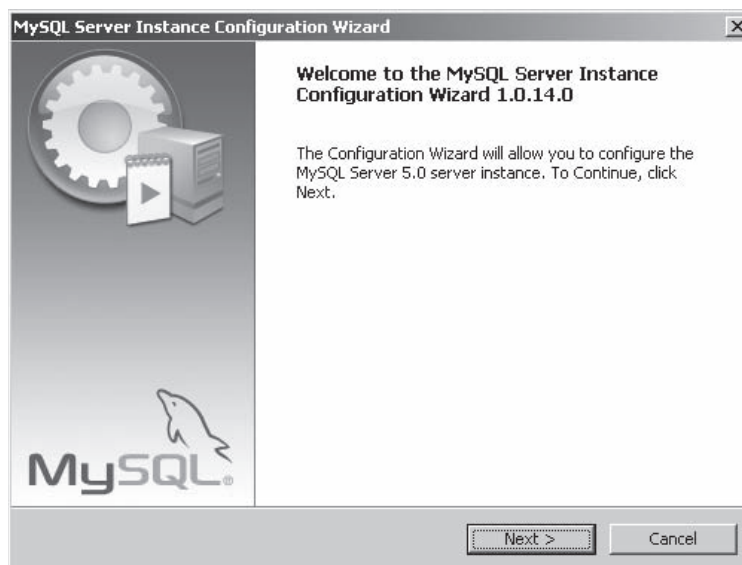 MySQL Server Instance Configuration Wizard
Welcome to the MySQL Server Instance
Configuration Wizard 1.0.14.0
The Configuration Wizard will allow you to configure the
MySQL Server 5.0 server instance. To Continue, click
Next.
MySQL®
Next >
Cancel